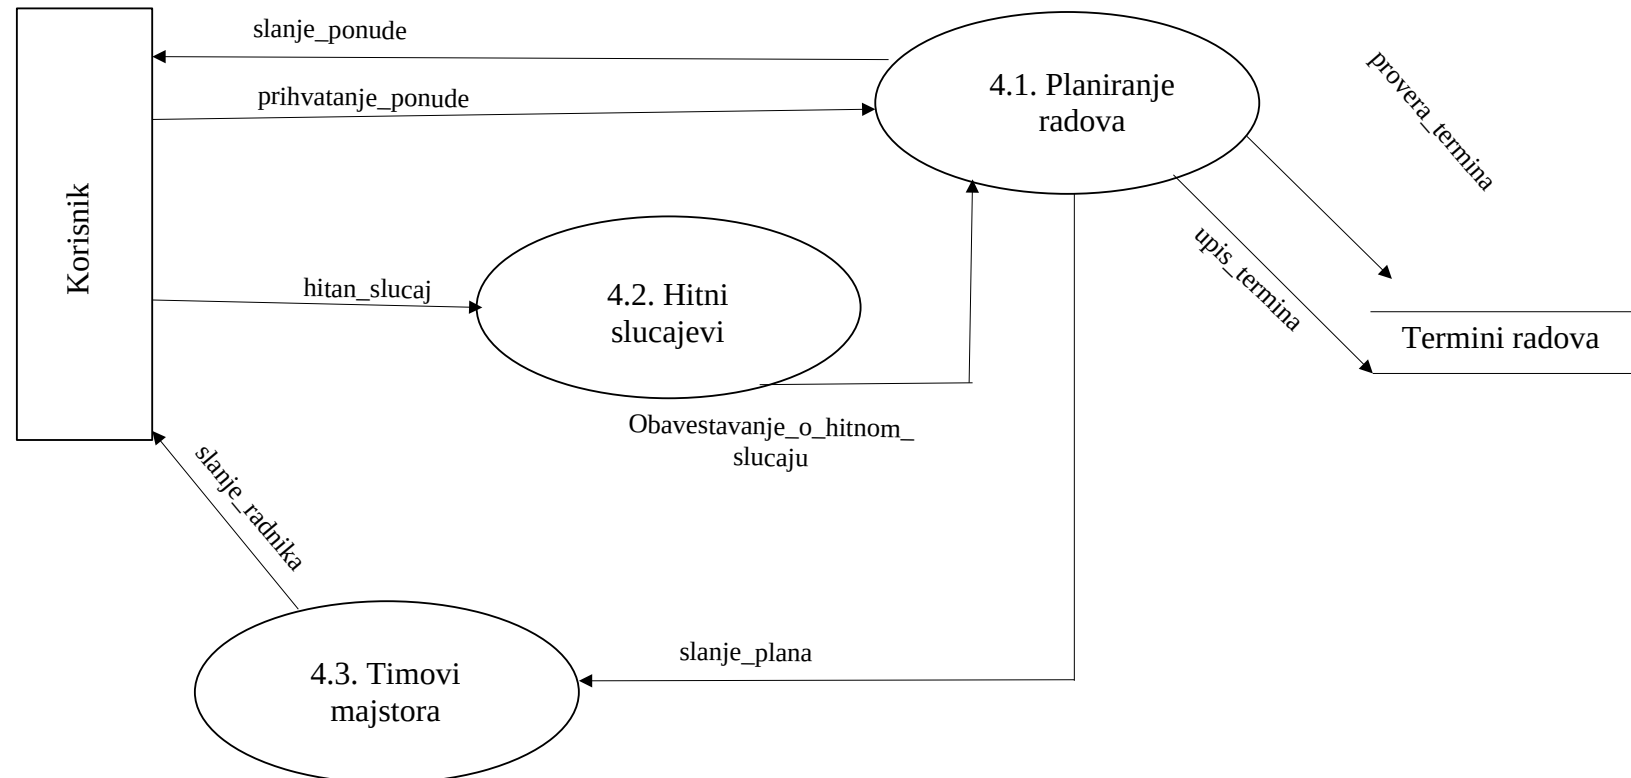 slanje_ponude
prihvatanje_ponude
4.1. Planiranje
radova
provera_termina
Korisnik
hitan_slucaj
4.2. Hitni
slucajevi
upis_termina
Termini radova
Obavestavanje_o_hitnom_
slucaju
slanje_radnika
slanje_plana
4.3. Timovi
majstora